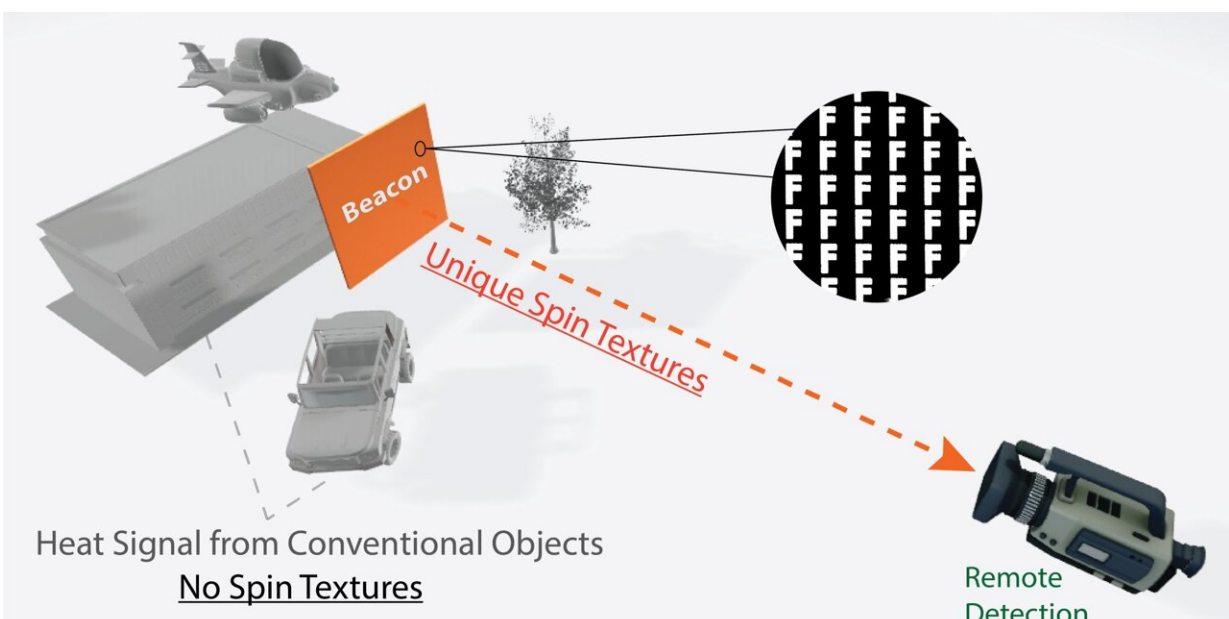 F F F F
F F F F F F
F F F F F F
F F F F F F
F F F F F
F F F
Beacon
Unique Spin Textures
Heat Signal from Conventional Objects
No Spin Textures
Remote
Detection